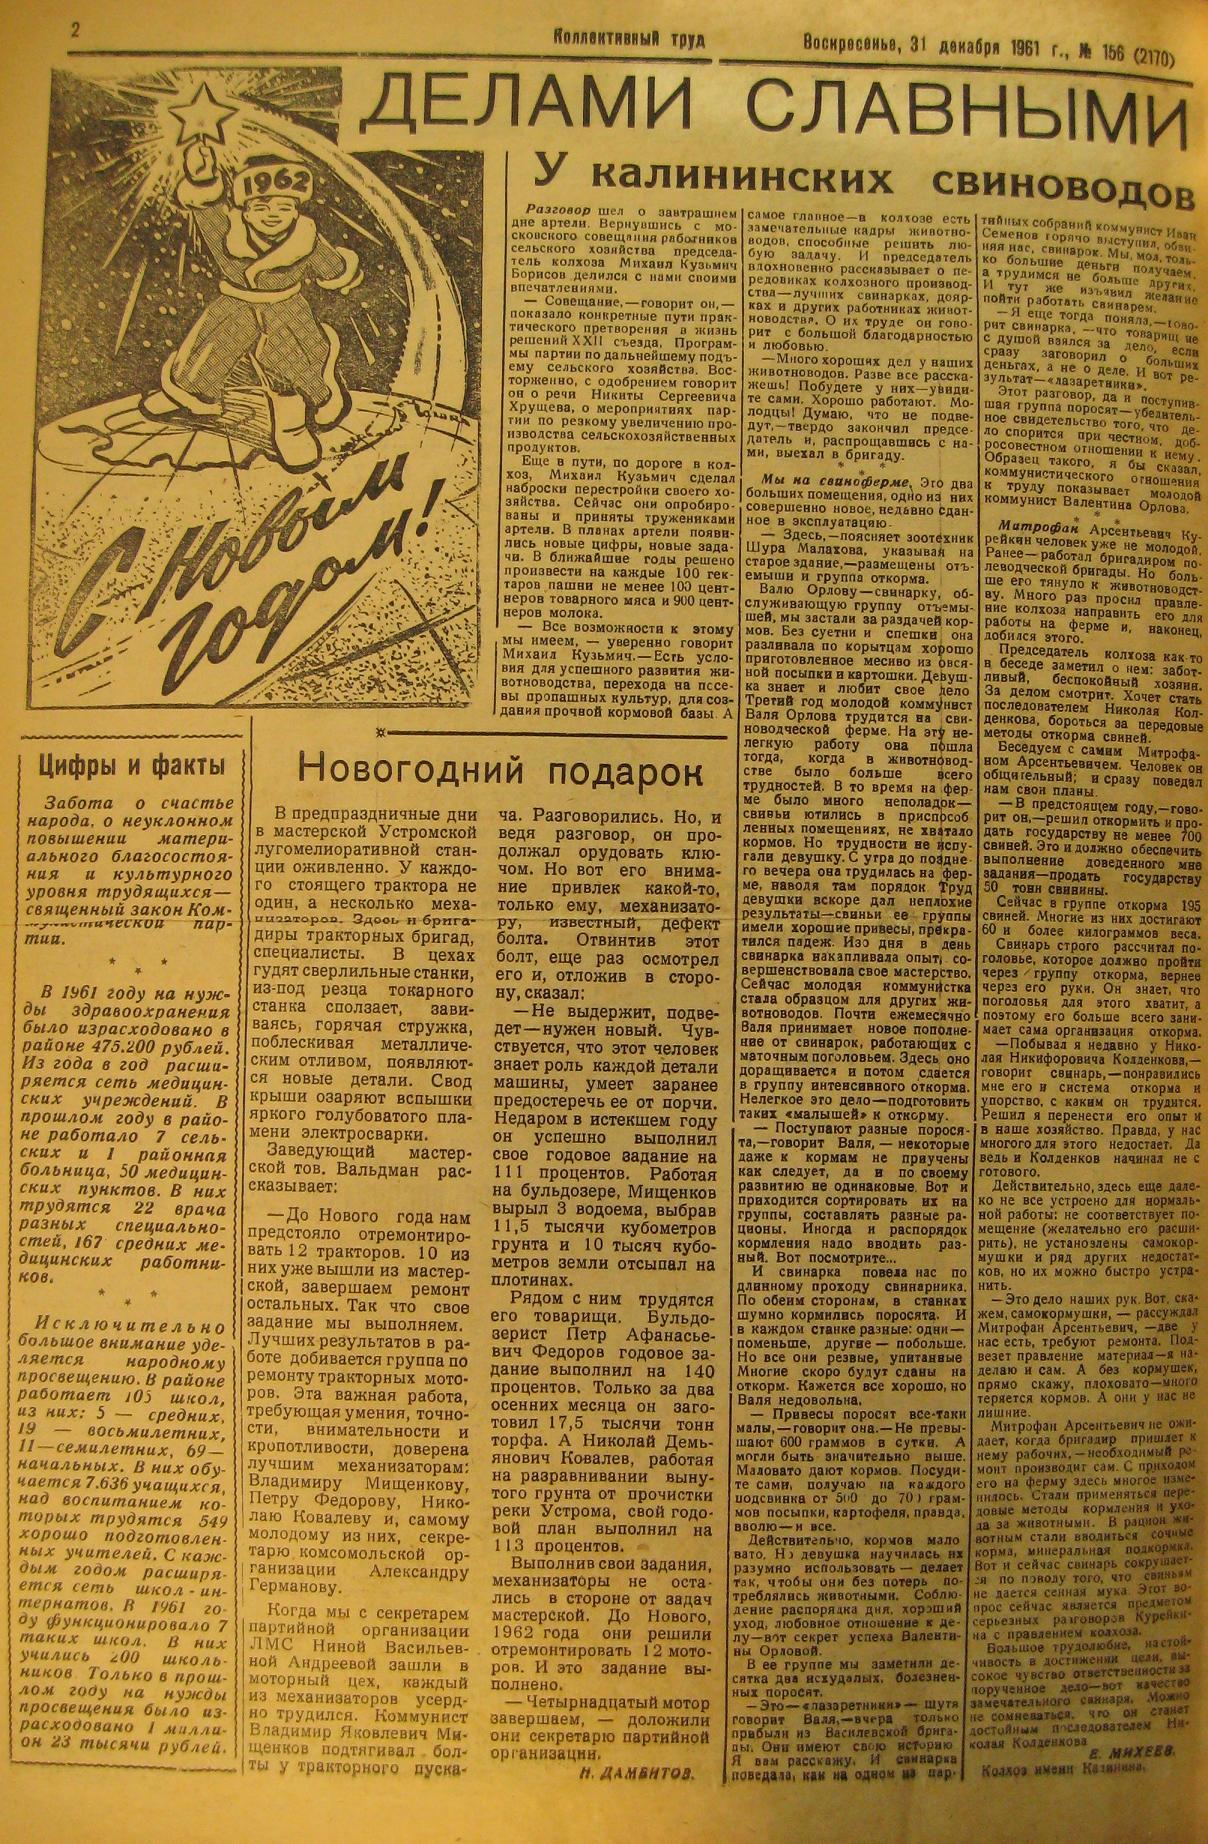 2
Коллективный труд
Воскресенье, 31 декабря 1961 г., № 156 (2170)
ДЕЛАМИ СЛАВНЫМИ
1962
С Новым
годом!
У калининских свиноводов
Разговор шел о завтрашнем
дне артели. Вернувшись с мо-
сковского совещания работников
сельского хозяйства председа-
тель колхоза Михаил Кузьмич
Борисов делился с нами своими
впечатлениями.
— Совещание,—говорит он,—
показало конкретные пути прак-
тического претворения в жизнь
решений XXII съезда, Програм-
мы партии по дальнейшему подъ-
ему сельского хозяйства. Вос-
торженно, с одобрением говорит
он о речи Никиты Сергеевича
Хрущева, о мероприятиях пар-
тии по резкому увеличению про-
изводства сельскохозяйственных
продуктов.
Еще в пути, по дороге в кол-
хоз, Михаил Кузьмич сделал
наброски перестройки своего хо-
зяйства. Сейчас они опробиро-
ваны и приняты тружениками
артели. В планах артели появи-
лись новые цифры, новые зада-
чи. В ближайшие годы решено
произвести на каждые 100 гек-
таров пашни не менее 100 цент-
неров товарного мяса и 900 цент-
неров молока.
— Все возможности к этому
мы имеем, — уверенно говорит
Михаил Кузьмич.—Есть усло-
вия для успешного развития жи-
вотноводства, перехода на посе-
вы пропашных культур, для соз-
дания прочной кормовой базы. А
самое главное—в колхозе есть
замечательные кадры животно-
водов, способные решить лю-
бую задачу. И председатель
вдохновенно рассказывает о пе-
редовиках колхозного производ-
ства—лучших свинарках, дояр-
ках и других работниках живот-
новодства. О их труде он гово-
рит с большой благодарностью
и любовью.
—Много хороших дел у наших
животноводов. Разве все расска-
жешь! Побудете у них—увиди-
те сами. Хорошо работают. Мо-
лодцы! Думаю, что не подве-
дут,—твердо закончил предсе-
датель и, распрощавшись с на-
ми, выехал в бригаду.
* * *
Мы на свиноферме. Это два
больших помещения, одно из них
совершенно новое, недавно сдан-
ное в эксплуатацию.
— Здесь,—поясняет зоотехник
Шура Малахова, указывая на
старое здание,—размещены отъ-
емыши и группа откорма.
Валю Орлову—свинарку, об-
служивающую группу отъемы-
шей, мы застали за раздачей кор-
мов. Без суетни и спешки она
разливала по корытцам хорошо
приготовленное месиво из овся-
ной посыпки и картошки. Девуш-
ка знает и любит свое дело
Третий год молодой коммунист
Валя Орлова трудится на сви-
новодческой ферме. На эту не-
легкую работу она пошла
тогда, когда в животновод-
стве было больше всего
трудностей. В то время на фер-
ме было много неполадок—
свиньи ютились в приспособ
ленных помещениях, не хватало
кормов. Но трудности не испу-
гали девушку. С утра до поздне-
го вечера она трудилась на фер-
ме, наводя там порядок Труд
девушки вскоре дал неплохие
результаты—свиньи ее группы
имели хорошие привесы, прекра-
тился падеж. Изо дня в день
свинарка накапливала опыт, со-
вершенствовала свое мастерство.
Сейчас молодая коммунистка
стала образцом для других жи-
вотноводов. Почти ежемесячно
Валя принимает новое пополне-
ние от свинарок, работающих с
маточным поголовьем. Здесь оно
доращивается и потом сдается
в группу интенсивного откорма.
Нелегкое это дело—подготовить
таких «малышей» к откорму.
— Поступают разные порося-
та,—говорит Валя, — некоторые
даже к кормам не приучены
как следует, да и по своему
развитию не одинаковые. Вот и
приходится сортировать их на
группы, составлять разные ра-
ционы. Иногда и распорядок
кормления надо вводить раз-
ный. Вот посмотрите...
И свинарка повела нас по
длинному проходу свинарника.
По обеим сторонам, в станках
шумно кормились поросята. И
в каждом станке разные: одни—
поменьше, другие — побольше.
Но все они резвые, упитанные
Многие скоро будут сданы на
откорм. Кажется все хорошо, но
Валя недовольна.
— Привесы поросят все-таки
малы,—говорит она.—Не превы-
шают 600 граммов в сутки. А
могли быть значительно выше.
Маловато дают кормов. Посуди-
те сами, получаю на каждого
подсвинка от 500 до 700 грам-
мов посыпки, картофеля, правда,
вволю—и все.
Действительно, кормов мало
вато. Но девушка научилась их
разумно использовать — делает
так, чтобы они без потерь по-
треблялись животными. Соблю-
дение распорядка дня, хороший
уход, любовное отношение к де-
лу—вот секрет успеха Валенти-
ны Орловой.
В ее группе мы заметили де-
сятка два исхудалых, болезнен-
ных поросят.
—Это—«лазаретники»— шутя
говорит Валя,—вчера только
прибыли из Василевской брига-
ды. Они имеют свою историю
Я вам расскажу. И свинарка
поведала, как на одном из пар-
тийных собраний коммунист Иван
Семенов горячо выступил, обви-
няя нас, свинарок. Мы, мол, толь-
ко большие деньги получаем,
а трудимся не больше других.
И тут же изъявил желание
пойти работать свинарем.
—Я еще тогда поняла,—гово-
рит свинарка, —что товарищ не
с душой взялся за дело, если
сразу заговорил о больших
деньгах, а не о деле. И вот ре-
зультат—«лазаретники».
Этот разговор, да и поступив-
шая группа поросят—убедитель-
ное свидетельство того, что де-
ло спорится при честном, доб-
росовестном отношении к нему.
Образец такого, я бы сказал,
коммунистического отношения
к труду показывает молодой
коммунист Валентина Орлова.
* * *
Митрофан Арсентьевич Ку-
рейкин человек уже не молодой.
Ранее—работал бригадиром по-
леводческой бригады. Но боль-
ше его тянуло к животноводст-
ву. Много раз просил правле-
ние колхоза направить его для
работы на ферме и, наконец,
добился этого.
Председатель колхоза как-то
в беседе заметил о нем: забот-
ливый, беспокойный хозяин.
За делом смотрит. Хочет стать
последователем Николая Кол-
денкова, бороться за передовые
методы откорма свиней.
Беседуем с самим Митрофа-
ном Арсентьевичем. Человек он
общительный; и сразу поведал
нам свои планы.
—В предстоящем году,—гово-
рит он,—решил откормить и про-
дать государству не менее 700
свиней. Это и должно обеспечить
выполнение доведенного мне
задания—продать государству
50 тонн свинины.
Сейчас в группе откорма 195
свиней. Многие из них достигают
60 и более килограммов веса.
Свинарь строго рассчитал по-
головье, которое должно пройти
через группу откорма, вернее
через его руки. Он знает, что
поголовья для этого хватит, а
поэтому его больше всего зани-
мает сама организация откорма.
—Побывал я недавно у Нико-
лая Никифоровича Колденкова,—
говорит свинарь,—понравились
мне его и система откорма и
упорство, с каким он трудится.
Решил я перенести его опыт и
в наше хозяйство. Правда, у нас
многого для этого недостает. Да
ведь и Колденков начинал не с
готового.
Действительно, здесь еще дале-
ко не все устроено для нормаль-
ной работы: не соответствует по-
мещение (желательно его расши-
рить), не установлены самокор-
мушки и ряд других недостат-
ков, но их можно быстро устра-
нить.
—Это дело наших рук. Вот, ска-
жем, самокормушки, — рассуждал
Митрофан Арсентьевич, —две у
нас есть, требуют ремонта. Под-
везет правление материал—я на-
делаю и сам. А без кормушек,
прямо скажу, плоховато—много
теряется кормов. А они у нас не
лишние.
Митрофан Арсентьевич не ожи-
дает, когда бригадир пришлет к
нему рабочих,—необходимый ре-
монт производит сам. С приходом
его на ферму здесь многое изме-
нилось. Стали применяться пере-
довые методы кормления и ухо-
да за животными. В рацион жи-
вотным стали вводиться сочные
корма, минеральная подкормка.
Вот и сейчас свинарь сокрушает-
ся по поводу того, что свиньям
не дается сенная мука. Этот во-
прос сейчас является предметом
серьезных разговоров Курейки-
на с правлением колхоза.
Большое трудолюбие, настой-
чивость в достижении цели, вы-
сокое чувство ответственности за
порученное дело—вот качество
замечательного свинаря. Можно
не сомневаться, что он станет
достойным последователем Ни-
колая Колденкова
Е. МИХЕЕВ.
Колхоз имени Калинина.
Цифры и факты
Забота о счастье
народа, о неуклонном
повышении матери-
ального благосостоя-
ния и культурного
уровня трудящихся—
священный закон Ком-
мунистической пар-
тии.
* * *
В 1961 году на нуж-
ды здравоохранения
было израсходовано в
районе 475.200 рублей.
Из года в год расши-
ряется сеть медицин-
ских учреждений. В
прошлом году в райо-
не работало 7 сель-
ских и 1 районная
больница, 50 медицин-
ских пунктов. В них
трудятся 22 врача
разных специально-
стей, 167 средних ме-
дицинских работни-
ков.
* * *
Исключительно
большое внимание уде-
ляется народному
просвещению. В районе
работает 105 школ,
из них: 5 — средних,
19 — восьмилетних,
11—семилетних, 69—
начальных. В них обу-
чается 7.636 учащихся,
над воспитанием ко-
торых трудятся 549
хорошо подготовлен-
ных учителей. С каж-
дым годом расширя-
ется сеть школ-ин-
тернатов. В 1961 го-
ду функционировало 7
таких школ. В них
учились 200 школь-
ников Только в прош-
лом году на нужды
просвещения было из-
расходовано 1 милли-
он 23 тысячи рублей.
Новогодний подарок
В предпраздничные дни
в мастерской Устромской
лугомелиоративной стан-
ции оживленно. У каждо-
го стоящего трактора не
один, а несколько меха-
низаторов. Здесь и брига-
диры тракторных бригад,
специалисты. В цехах
гудят сверлильные станки,
из-под резца токарного
станка сползает, зави-
ваясь, горячая стружка,
поблескивая металличе-
ским отливом, появляют-
ся новые детали. Свод
крыши озаряют вспышки
яркого голубоватого пла-
мени электросварки.
Заведующий мастер-
ской тов. Вальдман рас-
сказывает:
—До Нового года нам
предстояло отремонтиро-
вать 12 тракторов. 10 из
них уже вышли из мастер-
ской, завершаем ремонт
остальных. Так что свое
задание мы выполняем.
Лучших результатов в ра-
боте добивается группа по
ремонту тракторных мото-
ров. Эта важная работа,
требующая умения, точно-
сти, внимательности и
кропотливости, доверена
лучшим механизаторам:
Владимиру Мищенкову,
Петру Федорову, Нико-
лаю Ковалеву и, самому
молодому из них, секре-
тарю комсомольской ор-
ганизации Александру
Германову.
Когда мы с секретарем
партийной организации
ЛМС Ниной Васильев-
ной Андреевой зашли в
моторный цех, каждый
из механизаторов усерд-
но трудился. Коммунист
Владимир Яковлевич Ми-
щенков подтягивал бол-
ты у тракторного пуска-
ча. Разговорились. Но, и
ведя разговор, он про-
должал орудовать клю-
чом. Но вот его внима-
ние привлек какой-то,
только ему, механизато-
ру, известный, дефект
болта. Отвинтив этот
болт, еще раз осмотрел
его и, отложив в сторо-
ну, сказал:
—Не выдержит, подве-
дет—нужен новый. Чув-
ствуется, что этот человек
знает роль каждой детали
машины, умеет заранее
предостеречь ее от порчи.
Недаром в истекшем году
он успешно выполнил
свое годовое задание на
111 процентов. Работая
на бульдозере, Мищенков
вырыл 3 водоема, выбрав
11,5 тысячи кубометров
грунта и 10 тысяч кубо-
метров земли отсыпал на
плотинах.
Рядом с ним трудятся
его товарищи. Бульдо-
зерист Петр Афанасье-
вич Федоров годовое за-
дание выполнил на 140
процентов. Только за два
осенних месяца он заго-
товил 17,5 тысячи тонн
торфа. А Николай Демь-
янович Ковалев, работая
на разравнивании выну-
того грунта от прочистки
реки Устрома, свой годо-
вой план выполнил на
113 процентов.
Выполнив свои задания,
механизаторы не оста-
лись в стороне от задач
мастерской. До Нового,
1962 года они решили
отремонтировать 12 мото-
ров. И это задание вы-
полнено.
— Четырнадцатый мотор
завершаем, — доложили
они секретарю партийной
организации.
Н. ДАМБИТОВ.